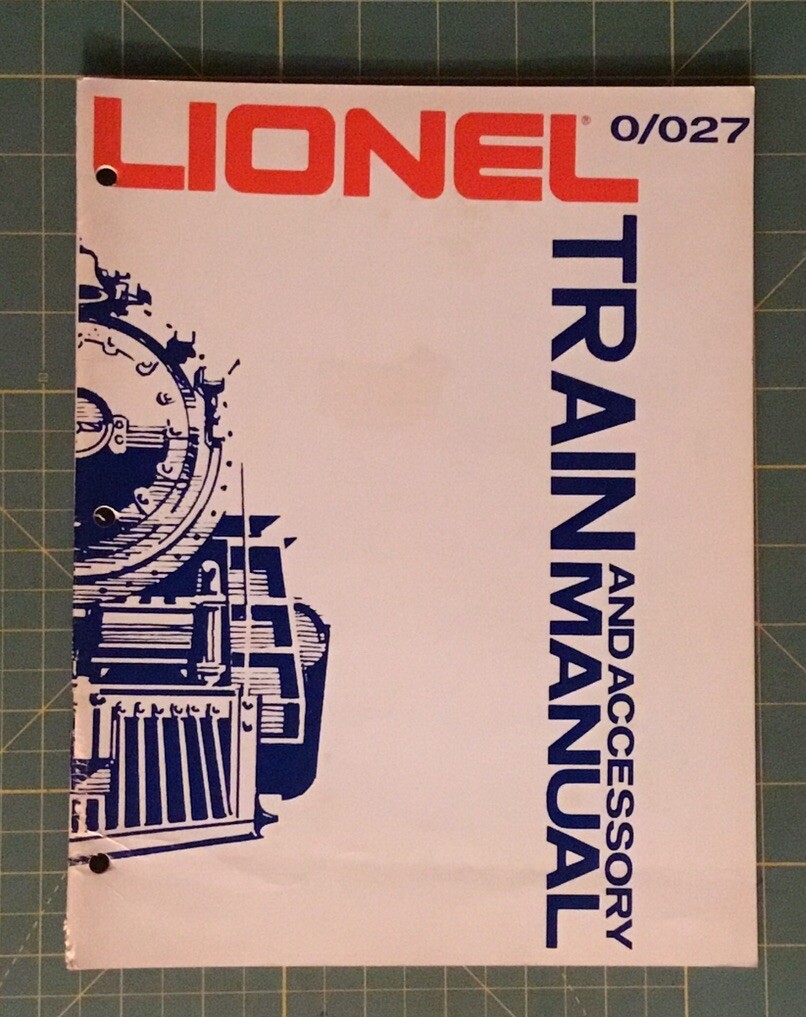 LIONEL® 0/027
TRAIN AND ACCESSORY
MANUAL